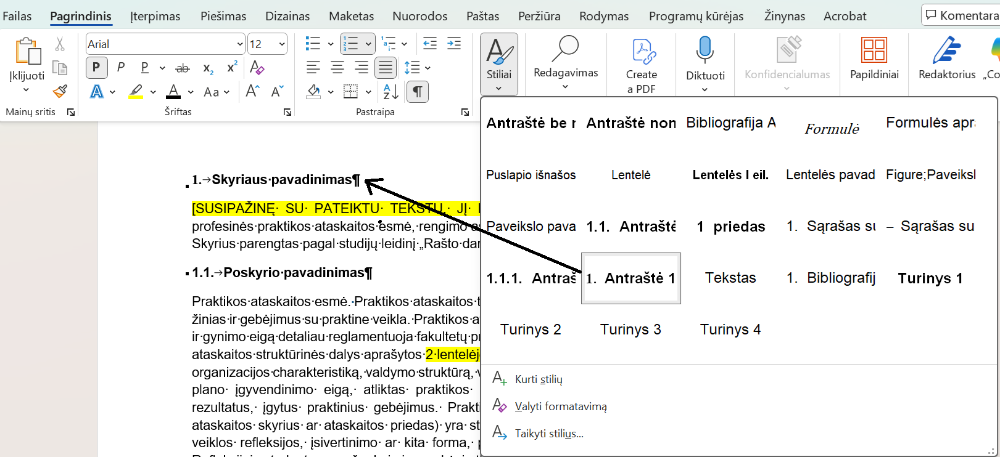 Failas Pagrindinis Įterpimas Piešimas Dizainas Maketas Nuorodos Paštas Peržiūra Rodymas Programų kūrėjas Žinynas Acrobat Komentara
Arial 12
Įklijuoti P P P ab x2 x2 A
A A Aa A A A Z
Stiliai Redagavimas Create a PDF Diktuoti Konfidencialumas Papildiniai Redaktorius „Co
Mainų sritis Šriftas Pastraipa
Antraštė be r Antraštė non Bibliografija A Formulė Formulės apra
Puslapio išnašos Lentelė Lentelės I eil. Lentelės pavad Figure;Paveiksl
Paveikslo pava 1.1. Antraštė 1 priedas 1. Sąrašas su – Sąrašas su
1.1.1. Antraš 1. Antraštė 1 Tekstas 1. Bibliografij Turinys 1
Turinys 2 Turinys 3 Turinys 4
Kurti stilių
Valyti formatavimą
Taikyti stilius...
1.→Skyriaus·pavadinimas¶
[SUSIPAŽINĘ· SU· PATEIKTU· TEKSTU,· JĮ·
profesinės·praktikos·ataskaitos·esmę,·rengimo·as
Skyrius·parengtas·pagal·studijų·leidinį·„Rašto·dar
1.1.→Poskyrio·pavadinimas¶
Praktikos·ataskaitos·esmė.·Praktikos·ataskaitos·t
žinias·ir·gebėjimus·su·praktine·veikla.·Praktikos·a
ir·gynimo·eigą·detaliau·reglamentuoja·fakultetų·pr
ataskaitos·struktūrinės·dalys·aprašytos·2·lentelėje
organizacijos·charakteristiką,·valdymo·struktūrą,·v
plano· įgyvendinimo· eigą,· atliktas· praktikos·
rezultatus,· įgytus· praktinius· gebėjimus.· Prakti
ataskaitos· skyrius· ar· ataskaitos· priedas)· yra· st
veiklos· refleksijos,· įsivertinimo· ar· kita· forma,· p